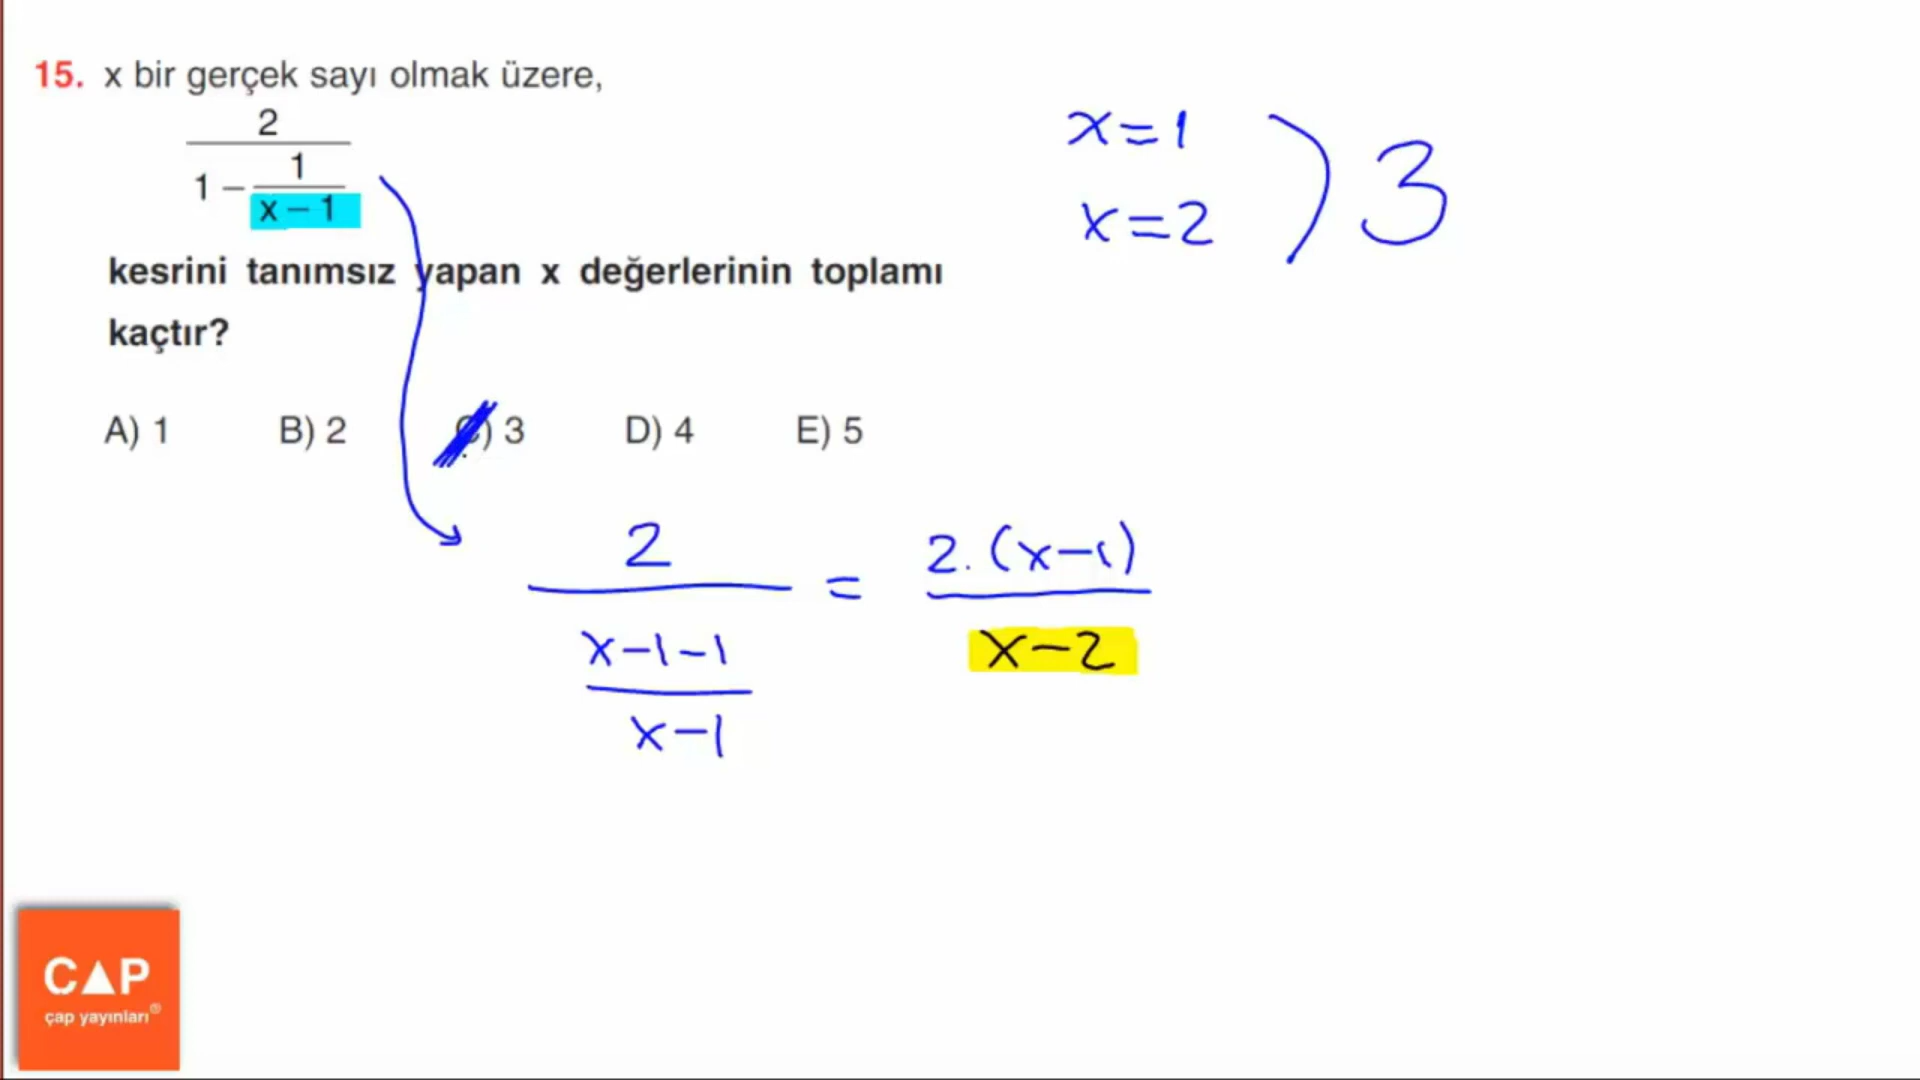 15. x bir gerçek sayı olmak üzere,
2
1 – 1
x – 1
kesrini tanımsız yapan x değerlerinin toplamı
kaçtır?
A) 1 B) 2 C) 3 D) 4 E) 5
x=1
x=2
3
2 = 2.(x-1)
x-1-1 x-2
x-1
CAP
çap yayınları®